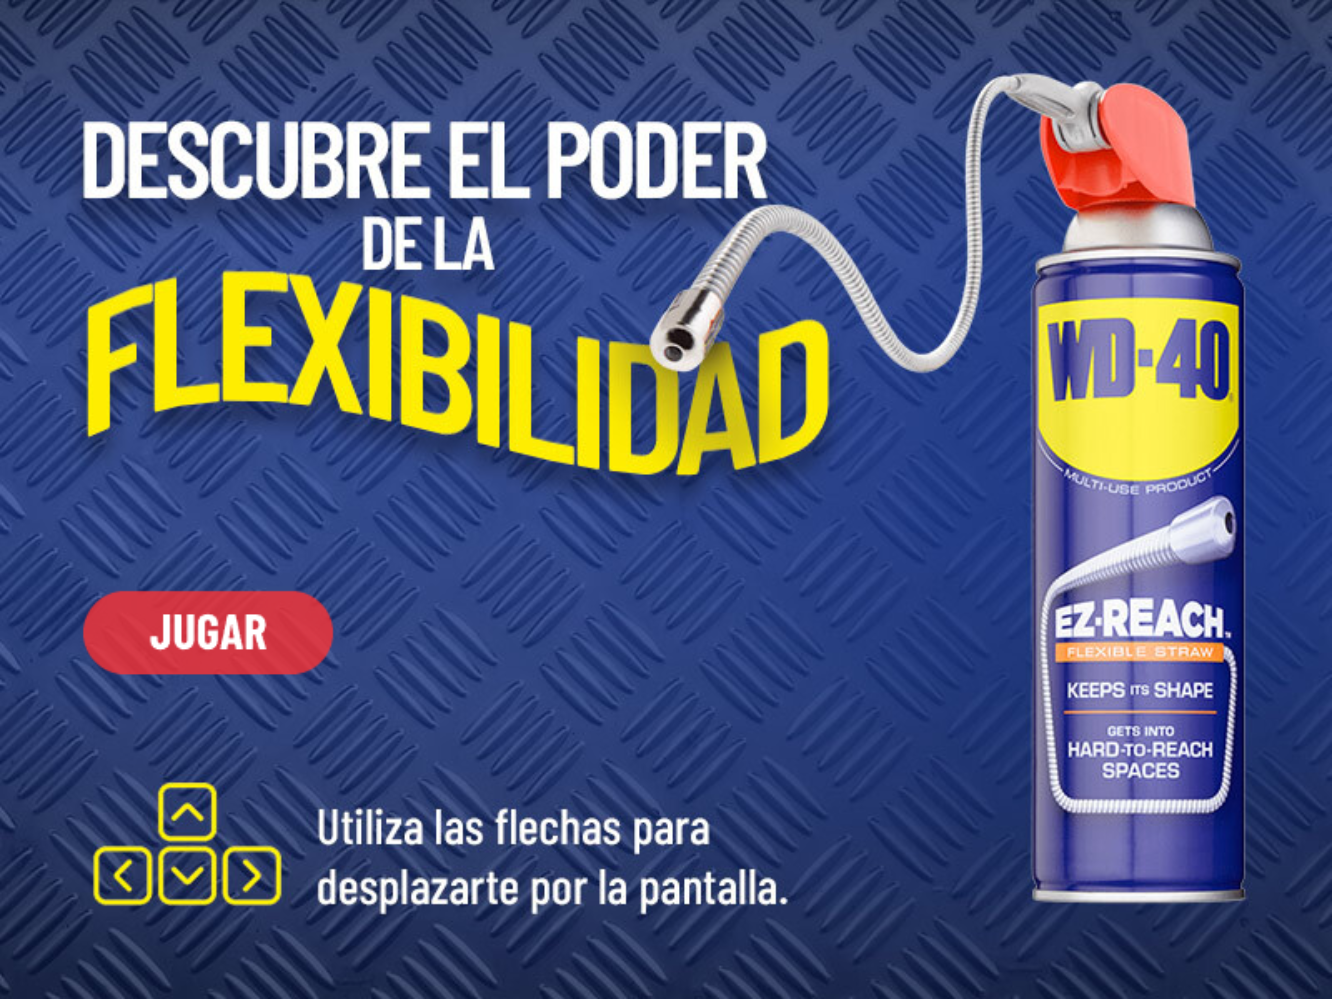 DESCUBRE EL PODER
DE LA
FLEXIBILIDAD
JUGAR
Utiliza las flechas para
desplazarte por la pantalla.
WD-40
MULTI-USE PRODUCT
EZ-REACH™
FLEXIBLE STRAW
KEEPS ITS SHAPE
GETS INTO
HARD-TO-REACH
SPACES